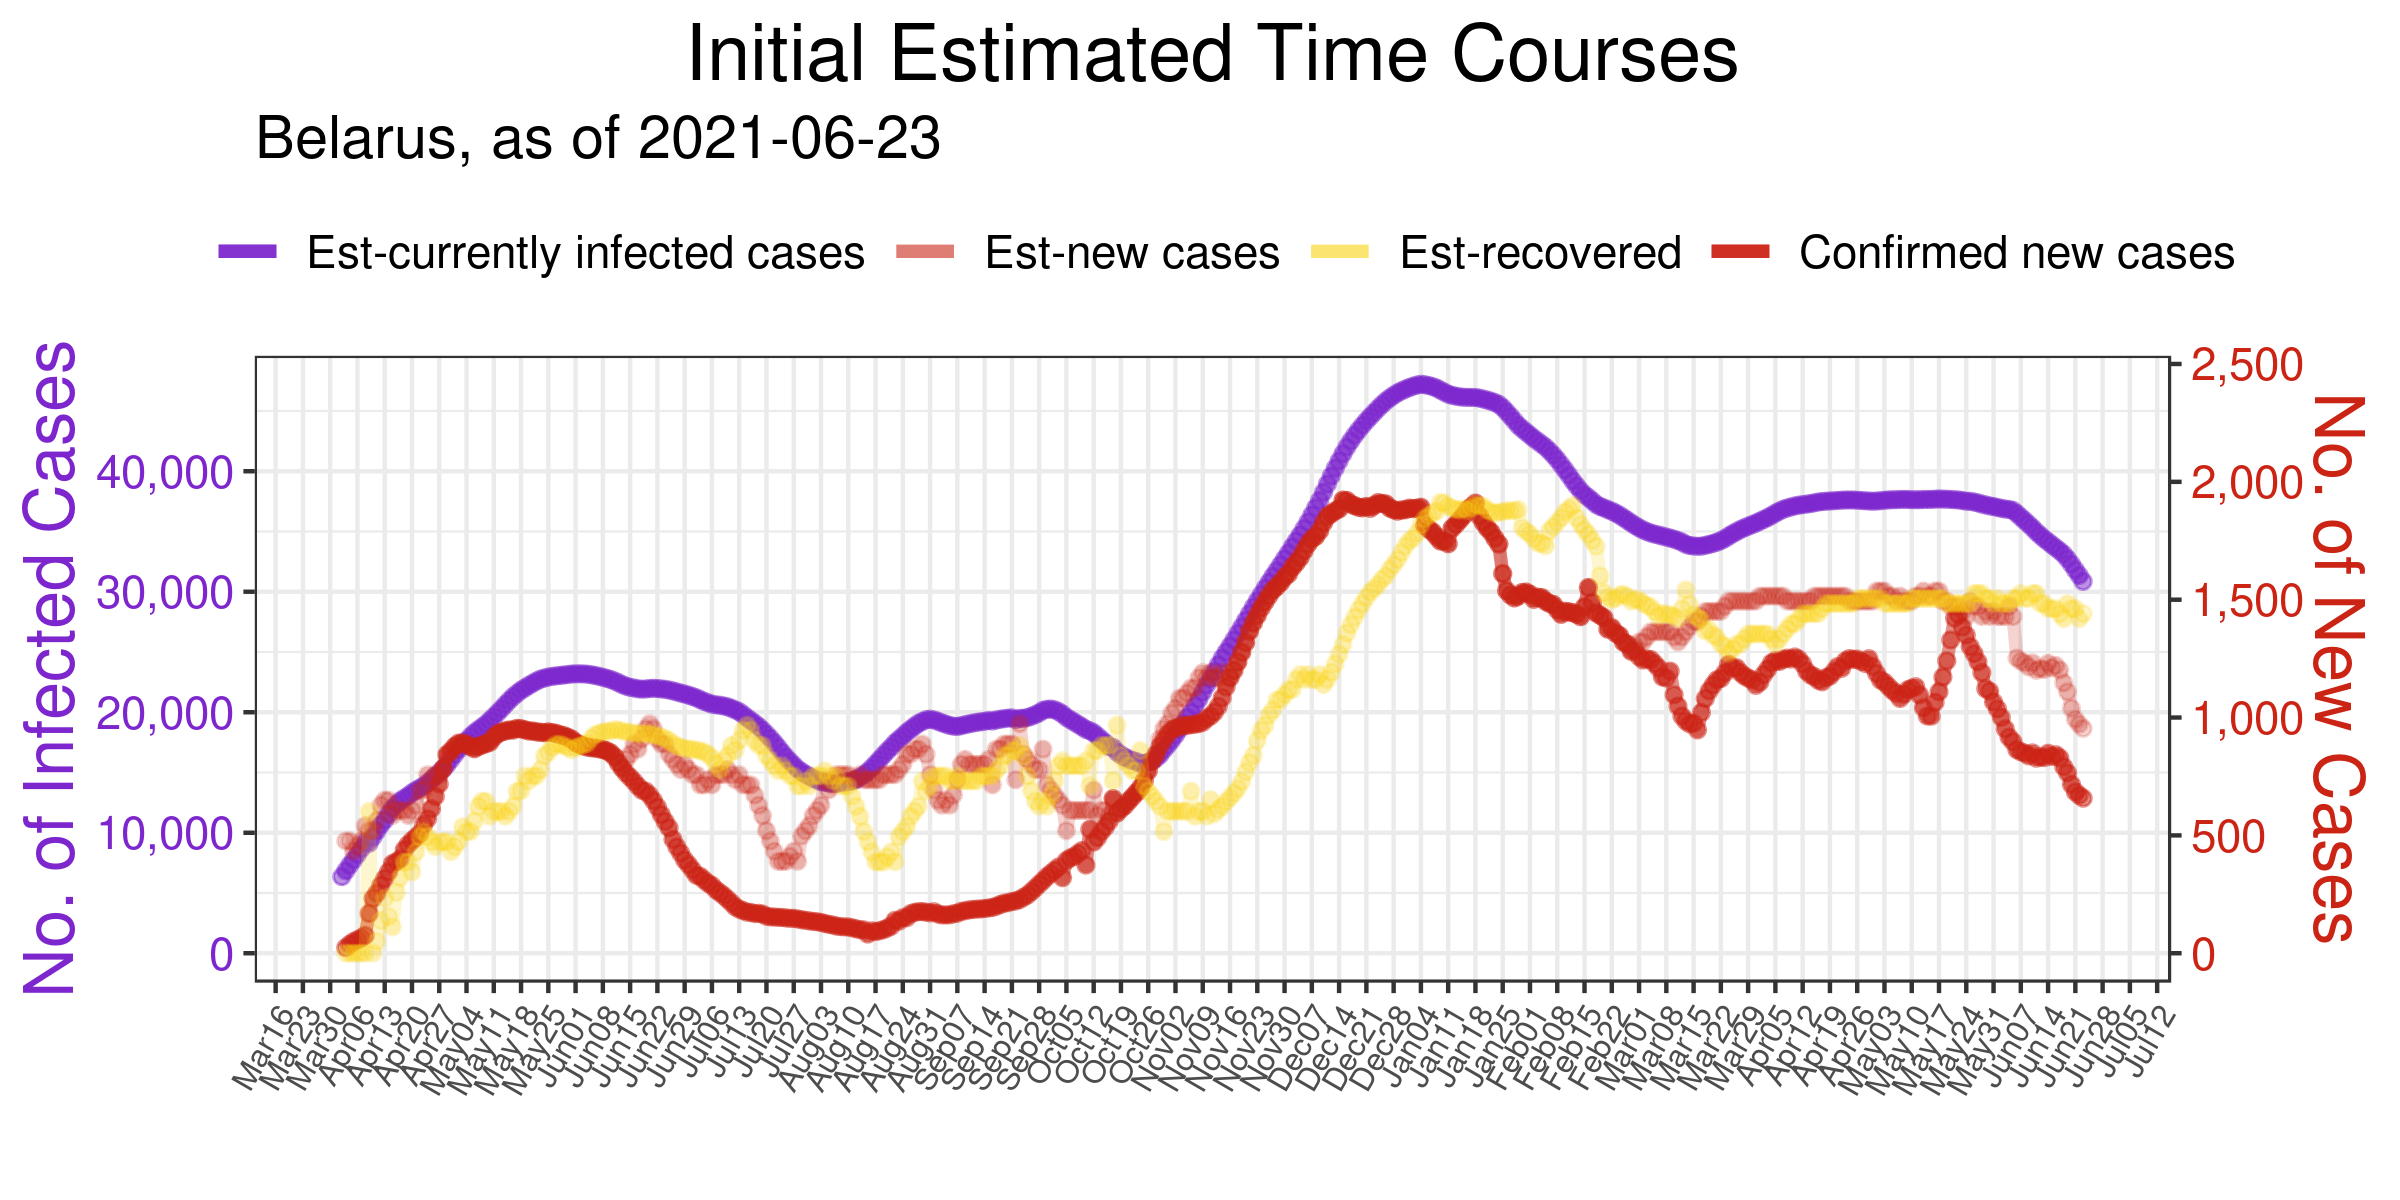 Initial Estimated Time Courses
Belarus, as of 2021-06-23
Est-currently infected cases
Est-new cases
Est-recovered
Confirmed new cases
No. of Infected Cases
40,000
30,000
20,000
10,000
0
2,500
2,000
1,500
1,000
500
0
No. of New Cases
Mar16
Mar23
Mar30
Apr06
Apr13
Apr20
Apr27
May04
May11
May18
May25
Jun01
Jun08
Jun15
Jun22
Jun29
Jul06
Jul13
Jul20
Jul27
Aug03
Aug10
Aug17
Aug24
Aug31
Sep07
Sep14
Sep21
Sep28
Oct05
Oct12
Oct19
Oct26
Nov02
Nov09
Nov16
Nov23
Nov30
Dec07
Dec14
Dec21
Dec28
Jan04
Jan11
Jan18
Jan25
Feb01
Feb08
Feb15
Feb22
Mar01
Mar08
Mar15
Mar22
Mar29
Apr05
Apr12
Apr19
Apr26
May03
May10
May17
May24
May31
Jun07
Jun14
Jun21
Jun28
Jul05
Jul12